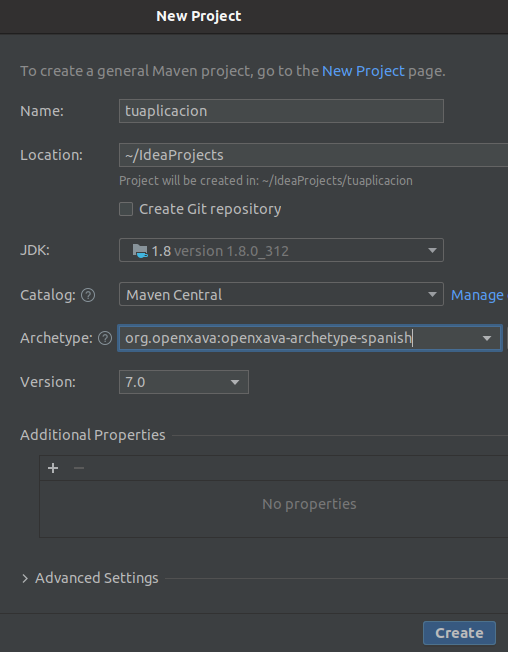 New Project
To create a general Maven project, go to the New Project page.
Name: tuaplicacion
Location: ~/IdeaProjects
Project will be created in: ~/IdeaProjects/tuaplicacion
Create Git repository
JDK: 1.8 version 1.8.0_312
Catalog: ? Maven Central Manage
Archetype: ? org.openxava:openxava-archetype-spanish
Version: 7.0
Additional Properties
+ −
No properties
> Advanced Settings
Create